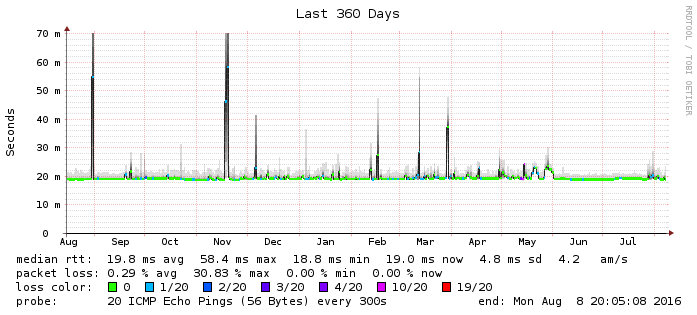 Last 360 Days
RRDTOOL / TOBI OETIKER
Seconds
70 m
60 m
50 m
40 m
30 m
20 m
10 m
0
Aug Sep Oct Nov Dec Jan Feb Mar Apr May Jun Jul
median rtt: 19.8 ms avg 58.4 ms max 18.8 ms min 19.0 ms now 4.8 ms sd 4.2 am/s
packet loss: 0.29 % avg 30.83 % max 0.00 % min 0.00 % now
loss color: 0 1/20 2/20 3/20 4/20 10/20 19/20
probe: 20 ICMP Echo Pings (56 Bytes) every 300s end: Mon Aug 8 20:05:08 2016